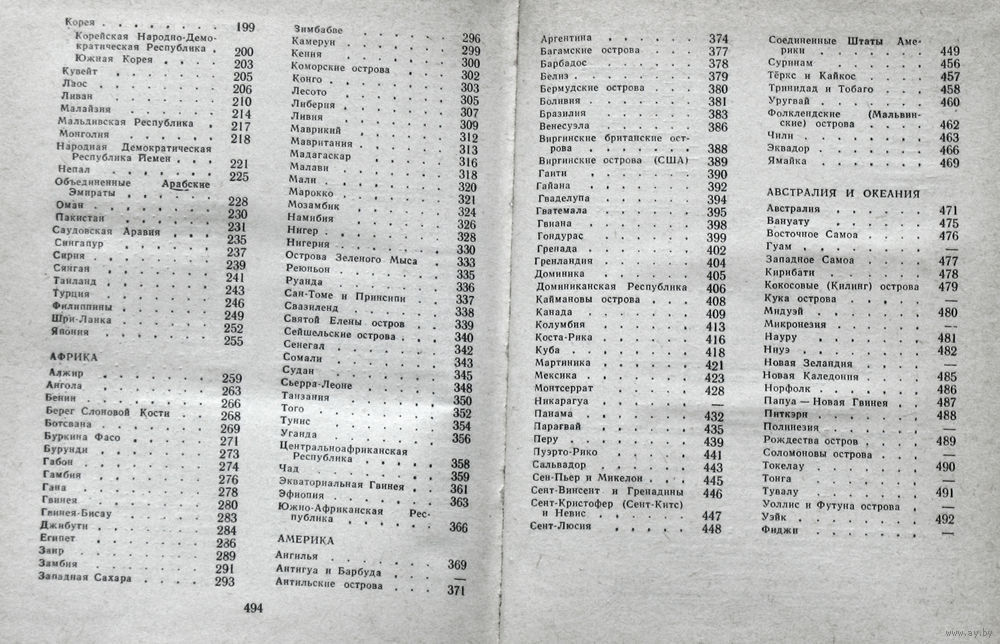 Корея . . . . . . . 199
Корейская Народно-Демо-
кратическая Республика . 200
Южная Корея . . . 203
Кувейт . . . . . . . 205
Лаос . . . . . . . 206
Ливан . . . . . . . 210
Малайзия . . . . . . 214
Мальдивская Республика . 217
Монголия . . . . . . 218
Народная Демократическая
Республика Йемен . . . 221
Непал . . . . . . . 225
Объединенные Арабские
Эмираты . . . . . . 228
Оман . . . . . . . 230
Пакистан . . . . . . 231
Саудовская Аравия . . . 235
Сингапур . . . . . . 237
Сирия . . . . . . . 239
Сянган . . . . . . . 241
Таиланд . . . . . . 243
Турция . . . . . . . 246
Филиппины . . . . . 249
Шри-Ланка . . . . . 252
Япония . . . . . . . 255
АФРИКА
Алжир . . . . . . . 259
Ангола . . . . . . . 263
Бенин . . . . . . . 266
Берег Слоновой Кости . . 268
Ботсвана . . . . . . 269
Буркина Фасо . . . . . 271
Бурунди . . . . . . 273
Габон . . . . . . . 274
Гамбия . . . . . . . 276
Гана . . . . . . . 278
Гвинея . . . . . . . 280
Гвинея-Бисау . . . . . 283
Джибути . . . . . . 284
Египет . . . . . . . 236
Заир . . . . . . . 289
Замбия . . . . . . . 291
Западная Сахара . . . . 293
494
Зимбабве . . . . . . 296
Камерун . . . . . . 299
Кения . . . . . . . 300
Коморские острова . . . 302
Конго . . . . . . . 303
Лесото . . . . . . . 305
Либерия . . . . . . 307
Ливия . . . . . . . 309
Маврикий . . . . . . 312
Мавритания . . . . . 313
Мадагаскар . . . . . 316
Малави . . . . . . . 318
Мали . . . . . . . 320
Марокко . . . . . . 321
Мозамбик . . . . . . 324
Намибия . . . . . . 326
Нигер . . . . . . . 328
Нигерия . . . . . . 330
Острова Зеленого Мыса . 333
Реюньон . . . . . . 335
Руанда . . . . . . . 336
Сан-Томе и Принсипи . . 337
Свазиленд . . . . . . 338
Святой Елены остров . . 339
Сейшельские острова . . . 340
Сенегал . . . . . . 342
Сомали . . . . . . . 343
Судан . . . . . . . 345
Сьерра-Леоне . . . . . 348
Танзания . . . . . . 350
Того . . . . . . . 352
Тунис . . . . . . . 354
Уганда . . . . . . . 356
Центральноафриканская
Республика . . . . . 358
Чад . . . . . . . 359
Экваториальная Гвинея . 361
Эфиопия . . . . . . 363
Южно-Африканская Рес-
публика . . . . . . 366
АМЕРИКА
Ангилья . . . . . . 369
Антигуа и Барбуда . . . —
Антильские острова . . . 371
Аргентина . . . . . . 374
Багамские острова . . . 377
Барбадос . . . . . . 378
Белиз . . . . . . . 379
Бермудские острова . . . 380
Боливия . . . . . . 381
Бразилия . . . . . . 383
Венесуэла . . . . . . 386
Виргинские британские ост-
рова . . . . . . . 388
Виргинские острова (США) 389
Гаити . . . . . . . 390
Гайана . . . . . . . 392
Гваделупа . . . . . . 394
Гватемала . . . . . . 395
Гвиана . . . . . . . 398
Гондурас . . . . . . 399
Гренада . . . . . . 402
Гренландия . . . . . 404
Доминика . . . . . . 405
Доминиканская Республика 406
Каймановы острова . . . 408
Канада . . . . . . . 409
Колумбия . . . . . . 413
Коста-Рика . . . . . . 416
Куба . . . . . . . 418
Мартиника . . . . . . 421
Мексика . . . . . . 423
Монтсеррат . . . . . 428
Никарагуа . . . . . . —
Панама . . . . . . . 432
Парагвай . . . . . . 435
Перу . . . . . . . 439
Пуэрто-Рико . . . . . 441
Сальвадор . . . . . . 443
Сен-Пьер и Микелон . . . 445
Сент-Винсент и Гренадины 446
Сент-Кристофер (Сент-Китс)
и Невис . . . . . . 447
Сент-Люсия . . . . . 448
Соединенные Штаты Аме-
рики . . . . . . . 449
Суринам . . . . . . 456
Тёркс и Кайкос . . . . 457
Тринидад и Тобаго . . . 458
Уругвай . . . . . . 460
Фолклендские (Мальвин-
ские) острова . . . . 462
Чили . . . . . . . 463
Эквадор . . . . . . 466
Ямайка . . . . . . . 469
АВСТРАЛИЯ И ОКЕАНИЯ
Австралия . . . . . . 471
Вануату . . . . . . 475
Восточное Самоа . . . . 476
Гуам . . . . . . . —
Западное Самоа . . . . 477
Кирибати . . . . . . 478
Кокосовые (Килинг) острова 479
Кука острова . . . . . —
Мидуэй . . . . . . . 480
Микронезия . . . . . —
Науру . . . . . . . 481
Ниуэ . . . . . . . 482
Новая Зеландия . . . . —
Новая Каледония . . . . 485
Норфолк . . . . . . 486
Папуа — Новая Гвинея . . 487
Питкэрн . . . . . . 488
Полинезия . . . . . . —
Рождества остров . . . . 489
Соломоновы острова . . . —
Токелау . . . . . . 490
Тонга . . . . . . . —
Тувалу . . . . . . . 491
Уоллис и Футуна острова . —
Уэйк . . . . . . . 492
Фиджи . . . . . . . —
www.ay.by